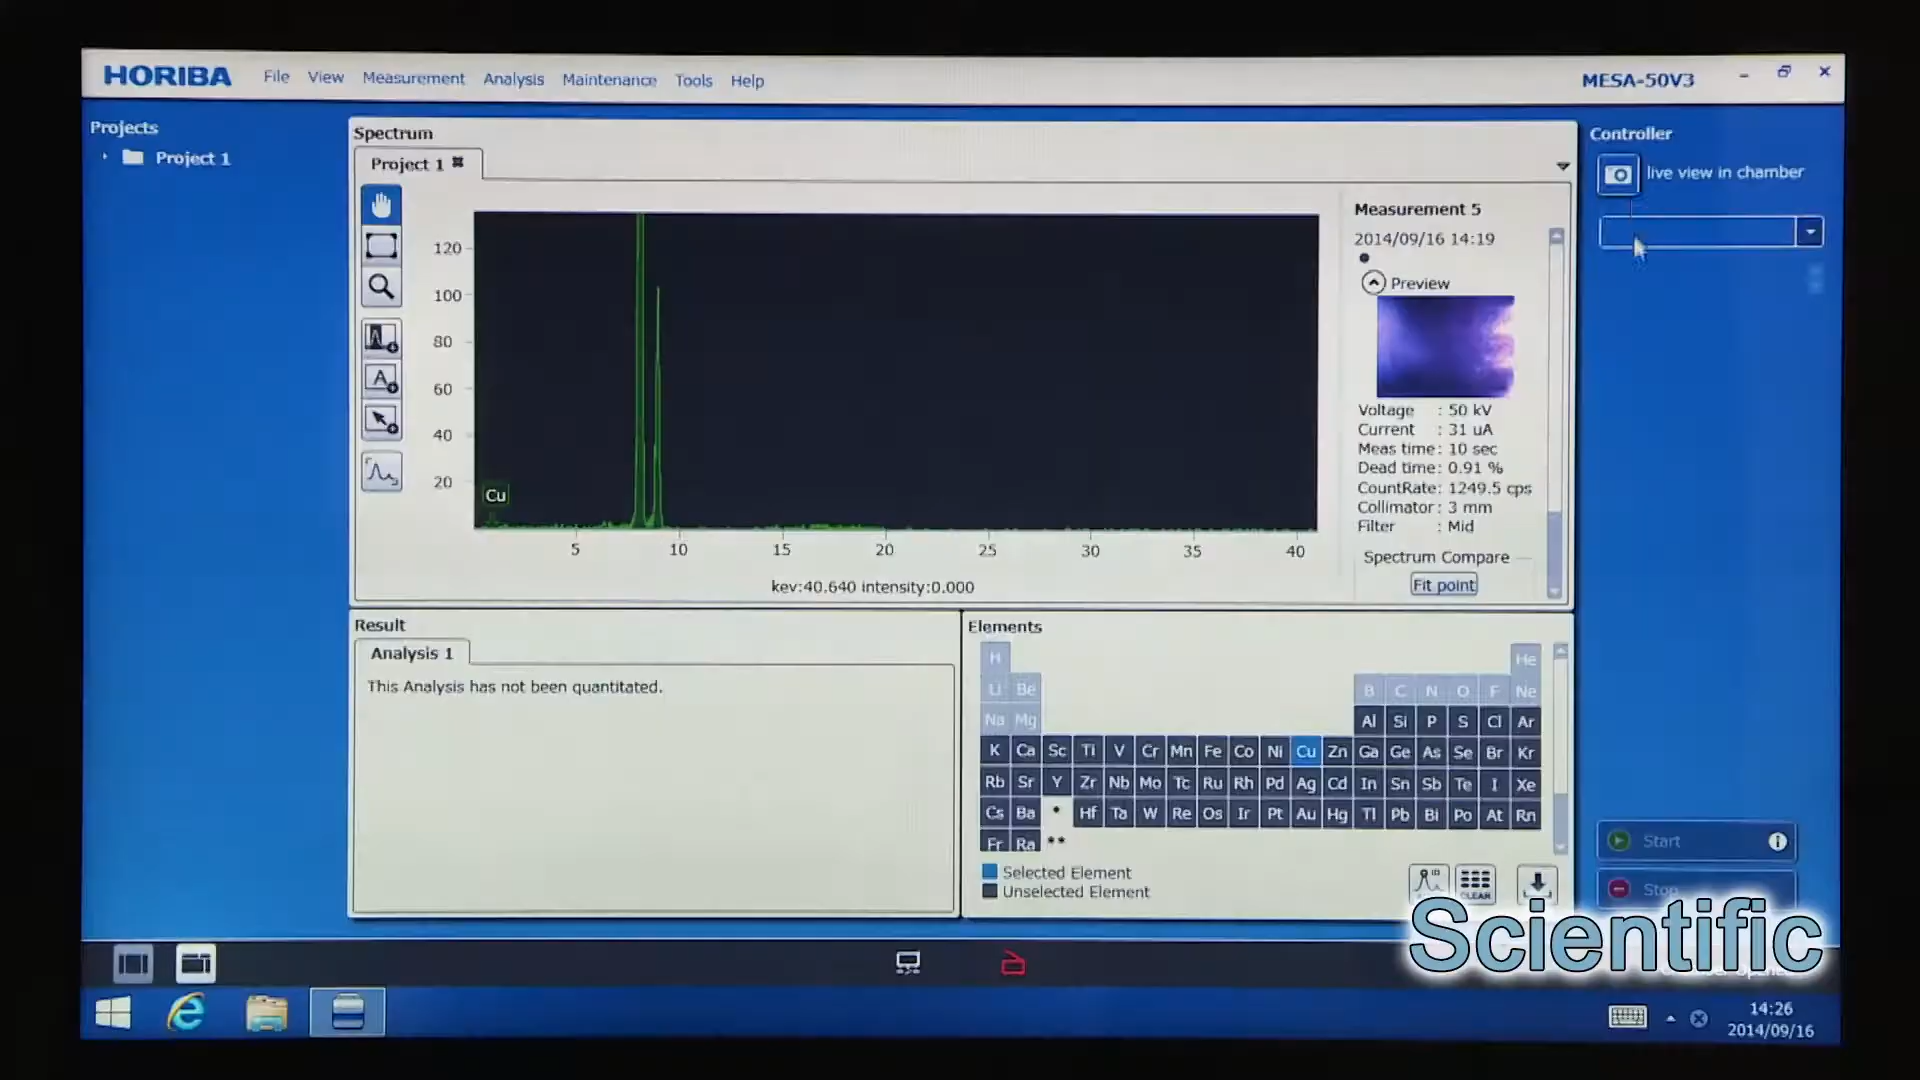 HORIBA File View Measurement Analysis Maintenance Tools Help MESA-50V3
Projects
Project 1
Spectrum
Project 1
120
100
80
60
40
20
Cu
5 10 15 20 25 30 35 40
kev:40.640 intensity:0.000
Measurement 5
2014/09/16 14:19
Preview
Voltage : 50 kV
Current : 31 uA
Meas time: 10 sec
Dead time: 0.91 %
CountRate: 1249.5 cps
Collimator: 3 mm
Filter : Mid
Spectrum Compare
Fit point
Controller
live view in chamber
Result
Analysis 1
This Analysis has not been quantitated.
Elements
H He
Li Be B C N O F Ne
Na Mg Al Si P S Cl Ar
K Ca Sc Ti V Cr Mn Fe Co Ni Cu Zn Ga Ge As Se Br Kr
Rb Sr Y Zr Nb Mo Tc Ru Rh Pd Ag Cd In Sn Sb Te I Xe
Cs Ba * Hf Ta W Re Os Ir Pt Au Hg Tl Pb Bi Po At Rn
Fr Ra **
Selected Element
Unselected Element
ID
CLEAR
Start
Stop
Scientific
14:26
2014/09/16